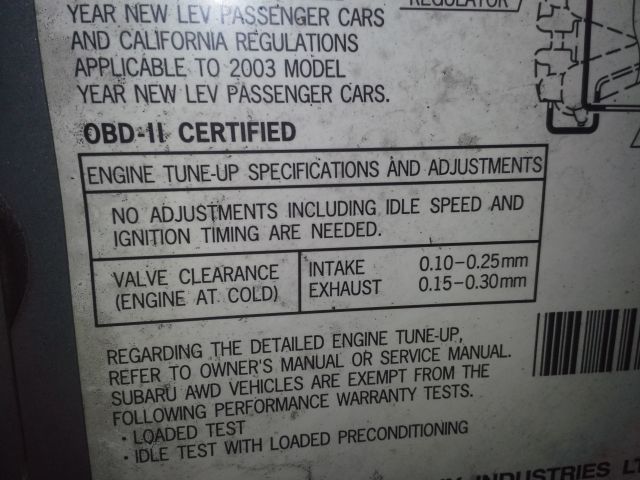 REGULATOR
YEAR NEW LEV PASSENGER CARS
AND CALIFORNIA REGULATIONS
APPLICABLE TO 2003 MODEL
YEAR NEW LEV PASSENGER CARS.
OBD-II CERTIFIED
ENGINE TUNE-UP SPECIFICATIONS AND ADJUSTMENTS
NO ADJUSTMENTS INCLUDING IDLE SPEED AND
IGNITION TIMING ARE NEEDED.
VALVE CLEARANCE
(ENGINE AT COLD)
INTAKE 0.10-0.25mm
EXHAUST 0.15-0.30mm
REGARDING THE DETAILED ENGINE TUNE-UP,
REFER TO OWNER'S MANUAL OR SERVICE MANUAL.
SUBARU AWD VEHICLES ARE EXEMPT FROM THE
FOLLOWING PERFORMANCE WARRANTY TESTS.
· LOADED TEST
· IDLE TEST WITH LOADED PRECONDITIONING
INDUSTRIES LT